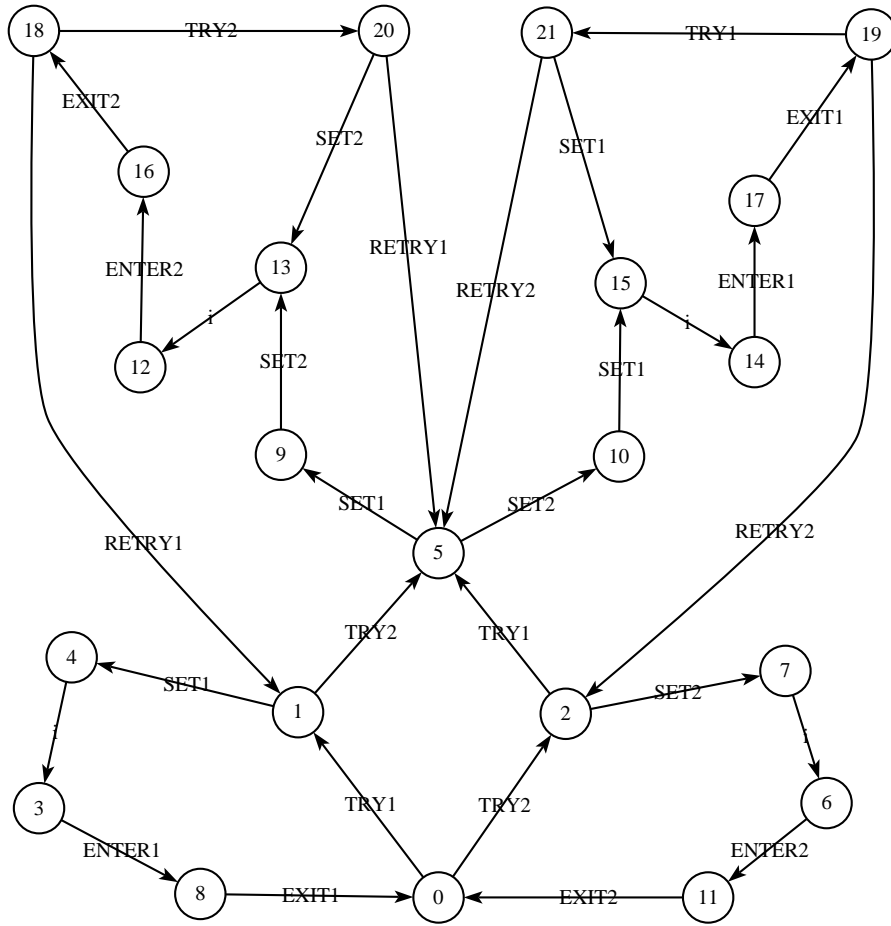 18
TRY2
20
21
TRY1
19
EXIT2
EXIT1
SET2
SET1
16
17
RETRY1
13
ENTER2
15
ENTER1
RETRY2
i
i
12
SET2
SET1
14
9
10
SET1
SET2
RETRY1
5
RETRY2
TRY2
TRY1
4
SET1
SET2
7
1
2
i
i
3
TRY1
TRY2
6
ENTER1
ENTER2
8
EXIT1
0
EXIT2
11